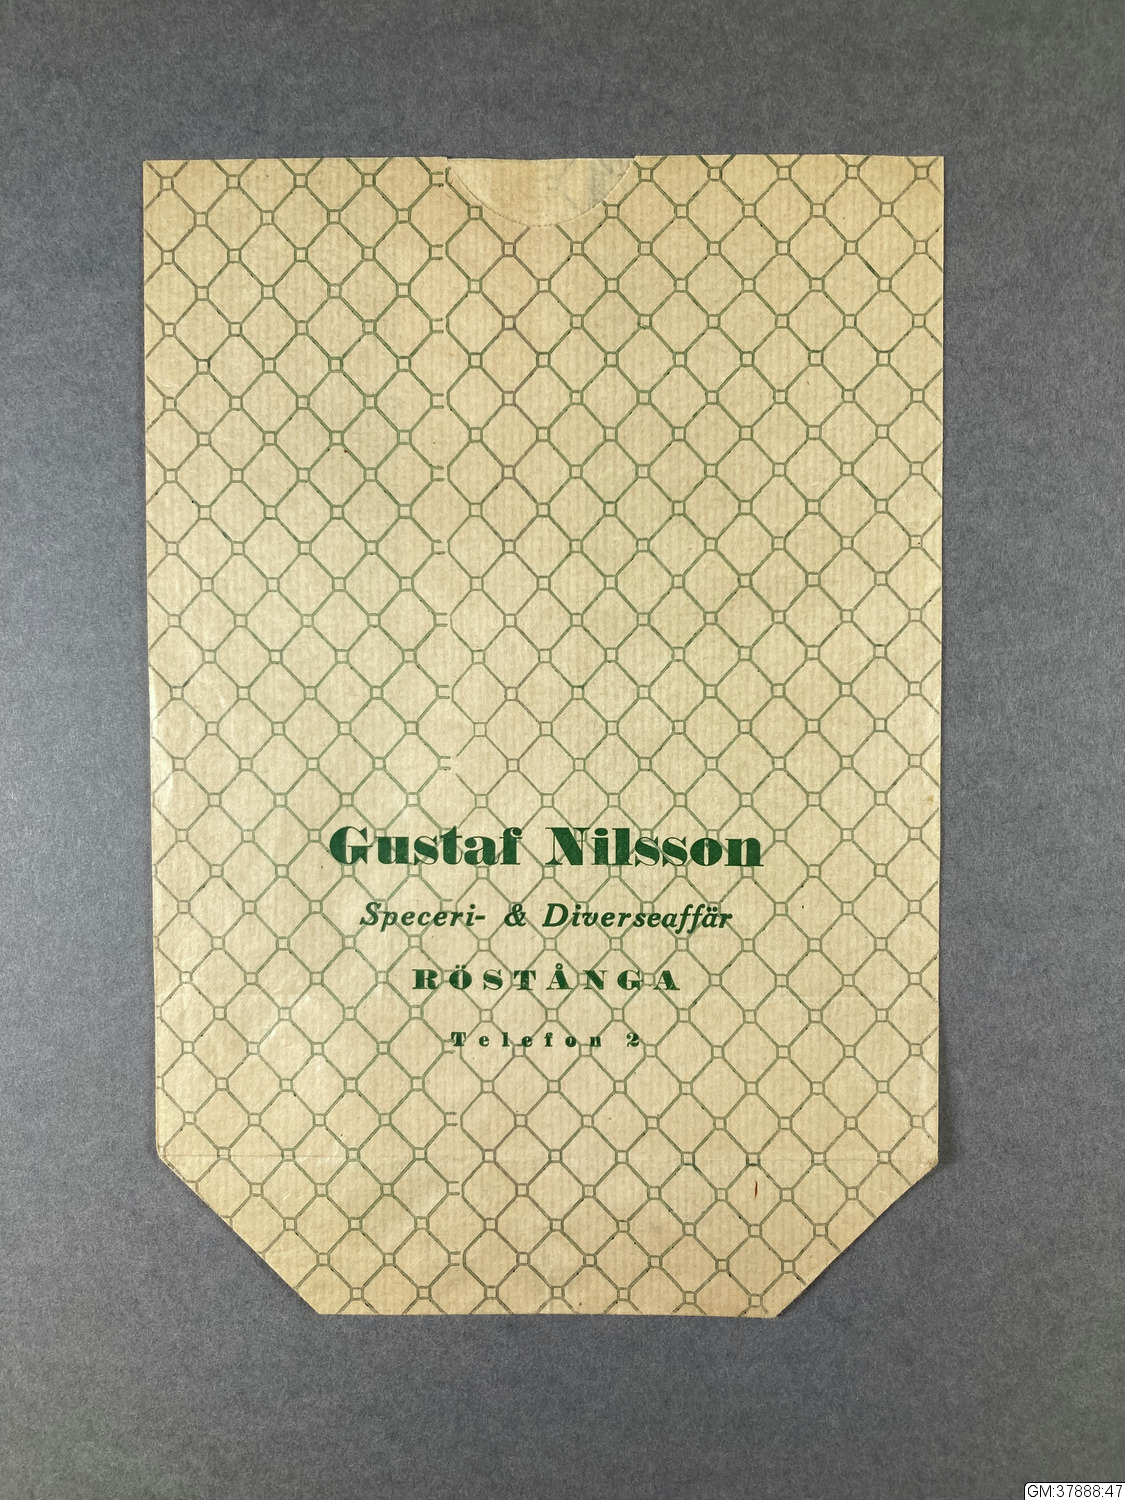 Gustaf Nilsson
Speceri- & Diverseaffär
RÖSTÅNGA
Telefon 2
GM:37888:47